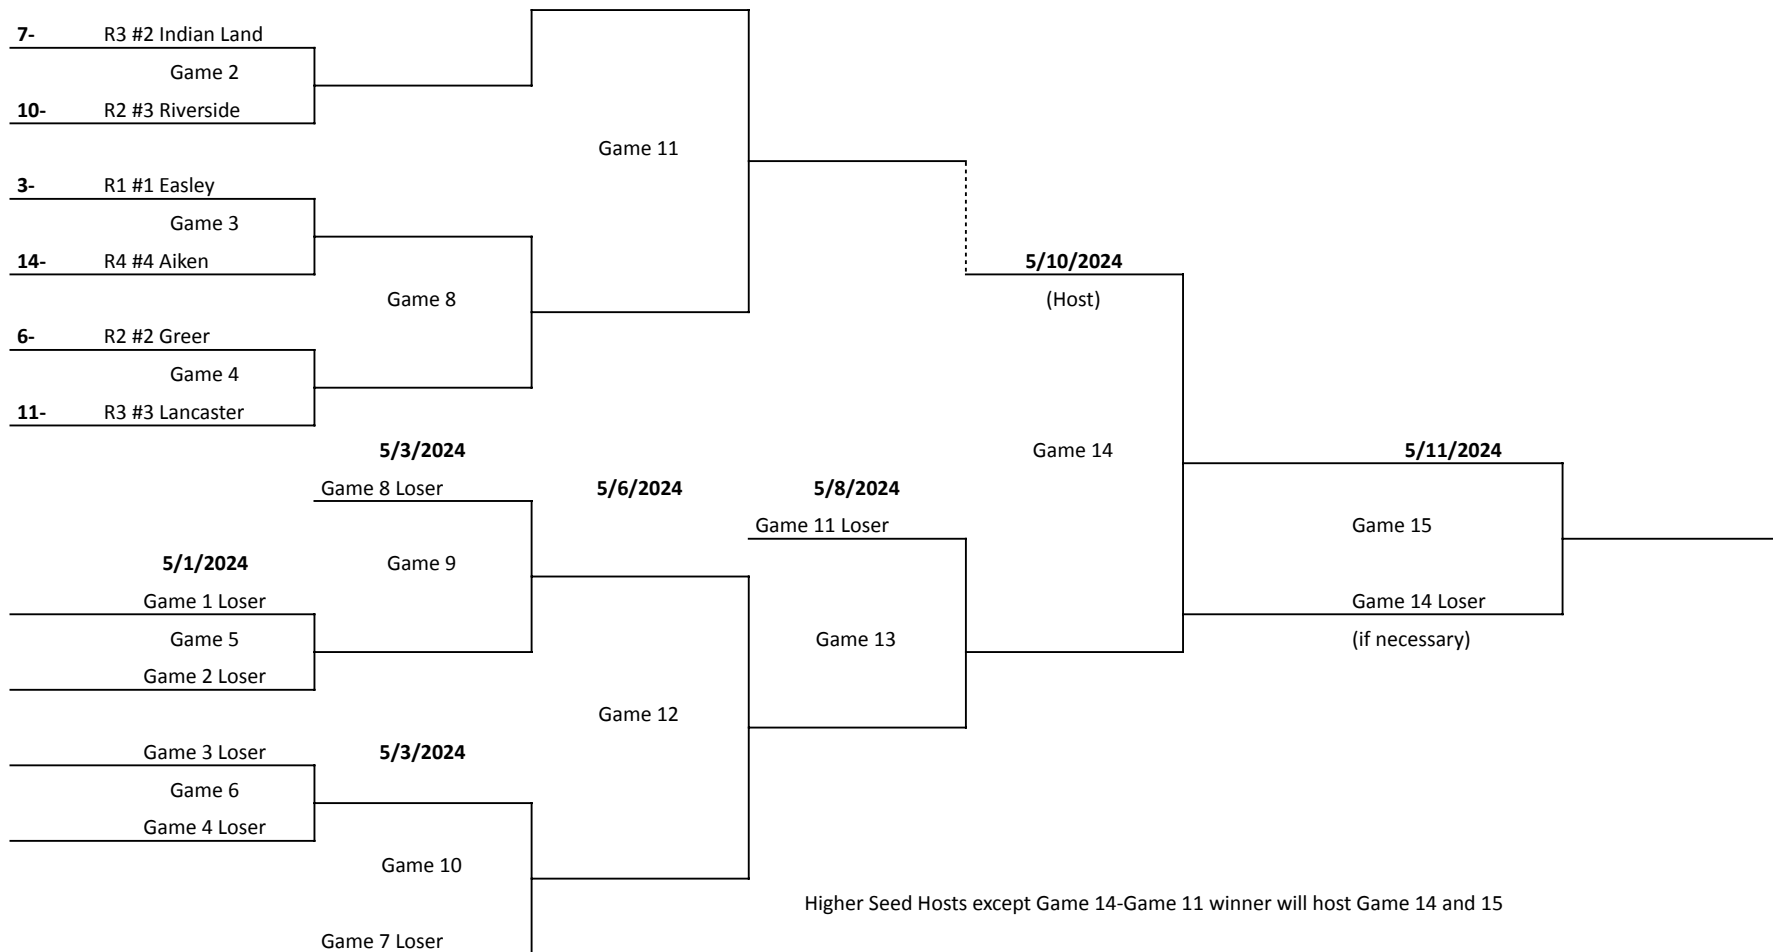 7- R3 #2 Indian Land
Game 2
10- R2 #3 Riverside
Game 11
3- R1 #1 Easley
Game 3
14- R4 #4 Aiken
5/10/2024
Game 8
(Host)
6- R2 #2 Greer
Game 4
11- R3 #3 Lancaster
5/3/2024
Game 14
5/11/2024
Game 8 Loser
5/6/2024
5/8/2024
Game 11 Loser
Game 15
5/1/2024
Game 9
Game 1 Loser
Game 14 Loser
Game 5
Game 13
(if necessary)
Game 2 Loser
Game 12
Game 3 Loser
5/3/2024
Game 6
Game 4 Loser
Game 10
Higher Seed Hosts except Game 14-Game 11 winner will host Game 14 and 15
Game 7 Loser